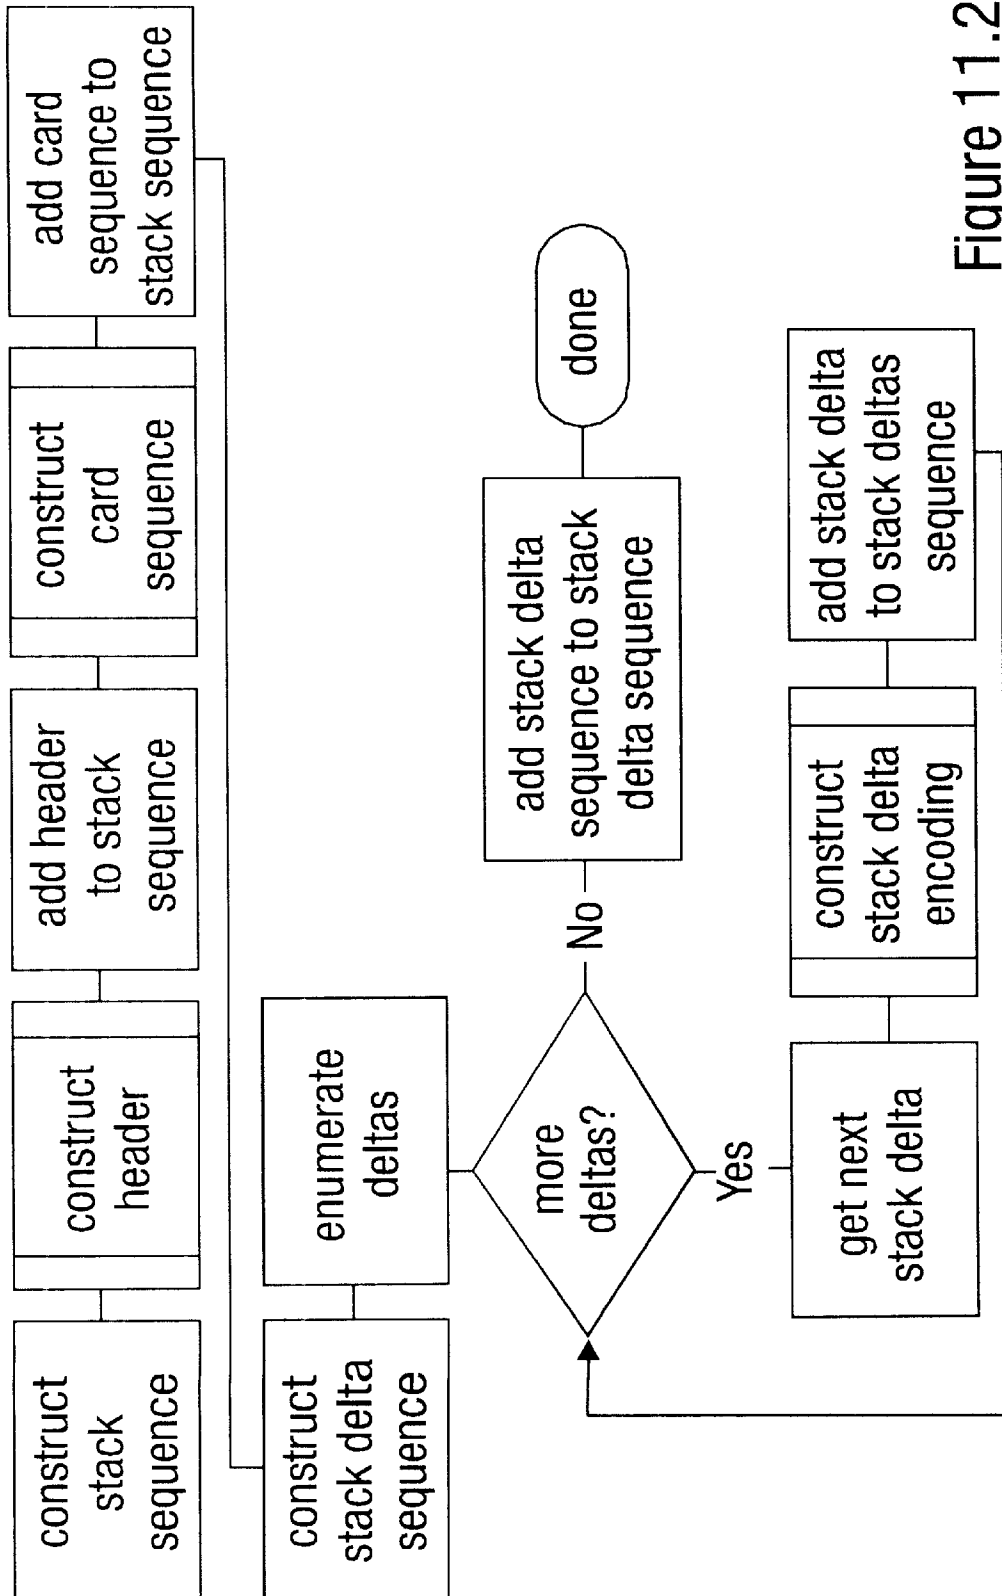 construct
stack
sequence
construct
header
add header
to stack
sequence
construct
card
sequence
add card
sequence to
stack sequence
construct
stack delta
sequence
enumerate
deltas
more
deltas?
No
add stack delta
sequence to stack
delta sequence
done
Yes
get next
stack delta
construct
stack delta
encoding
add stack delta
to stack deltas
sequence
Figure 11.2